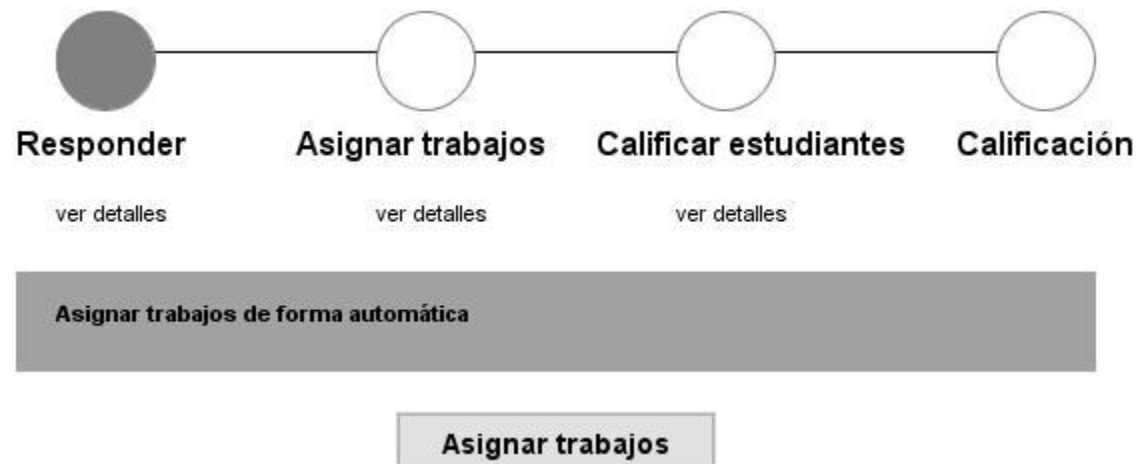 Responder Asignar trabajos Calificar estudiantes Calificación
ver detalles ver detalles ver detalles
Asignar trabajos de forma automática
Asignar trabajos